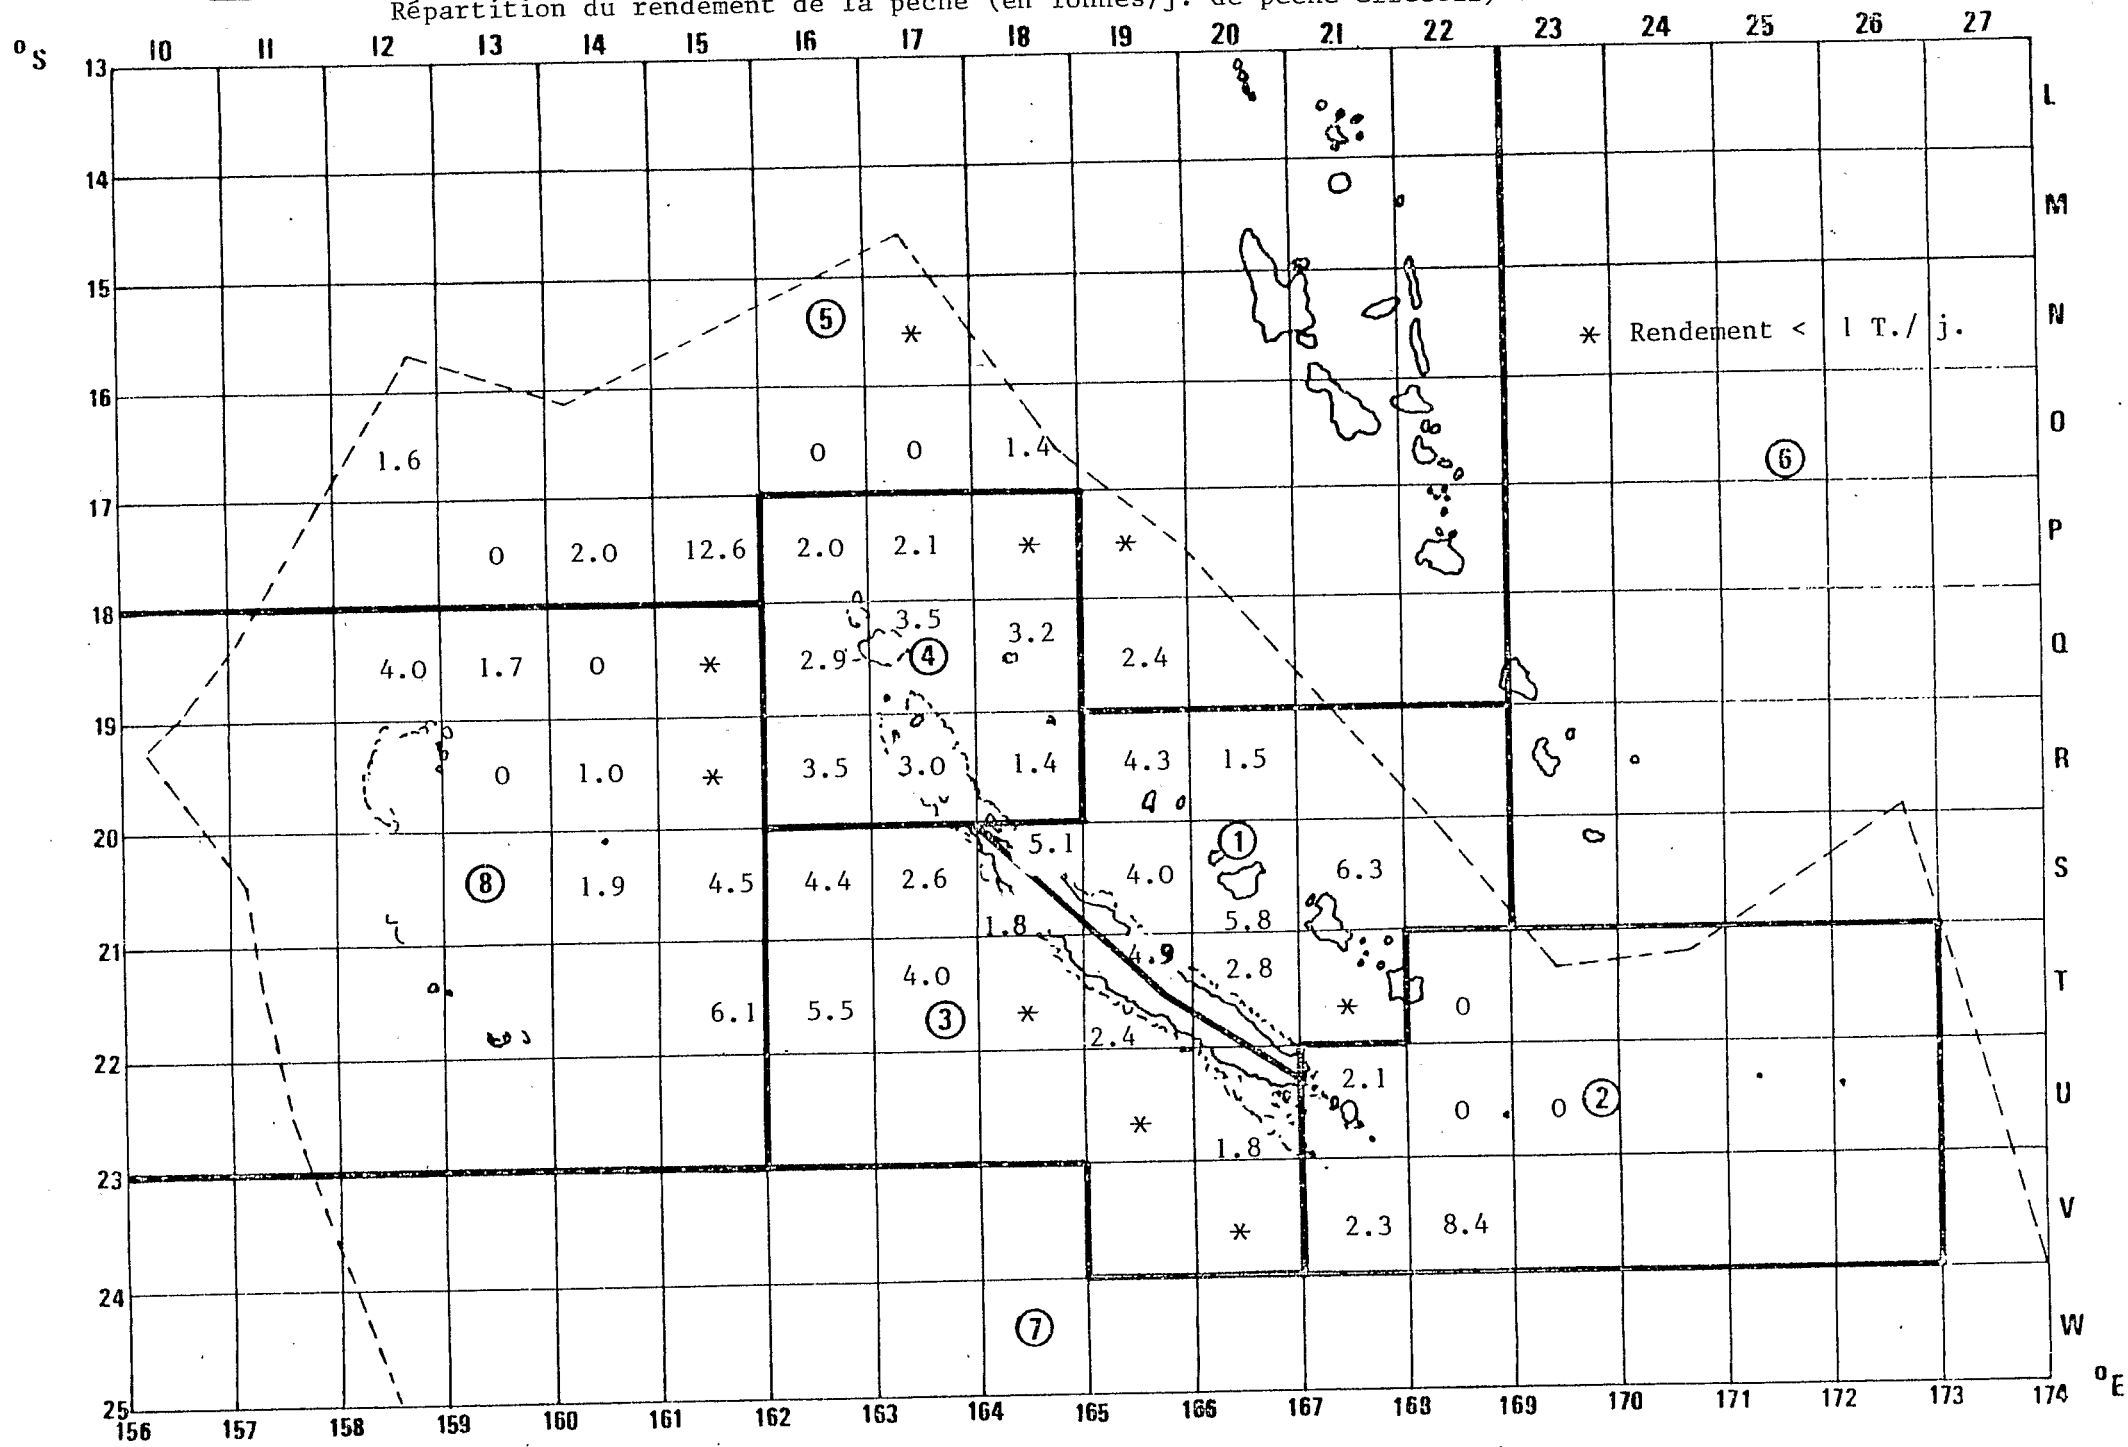 Répartition du rendement de la pêche (en Tonnes/j. de pêche
°S 10 11 12 13 14 15 16 17 18 19 20 21 22 23 24 25 26 27
13 L
14 M
15 N
5 * * Rendement < 1 T./ j.
16 O
1.6 0 0 1.4 6
17 P
0 2.0 12.6 2.0 2.1 * *
18 Q
3.5 3.2
4.0 1.7 0 * 2.9 4 2.4
19 R
0 1.0 * 3.5 3.0 1.4 4.3 1.5
20 S
5.1 1
8 1.9 4.5 4.4 2.6 4.0 6.3
1.8 5.8
21 T
4.9 2.8
4.0
6.1 5.5 3 * * 0
2.4
22 U
2.1
* 0 0 2
1.8
23 V
* 2.3 8.4
24 W
7
25 °E
156 157 158 159 160 161 162 163 164 165 166 167 168 169 170 171 172 173 174